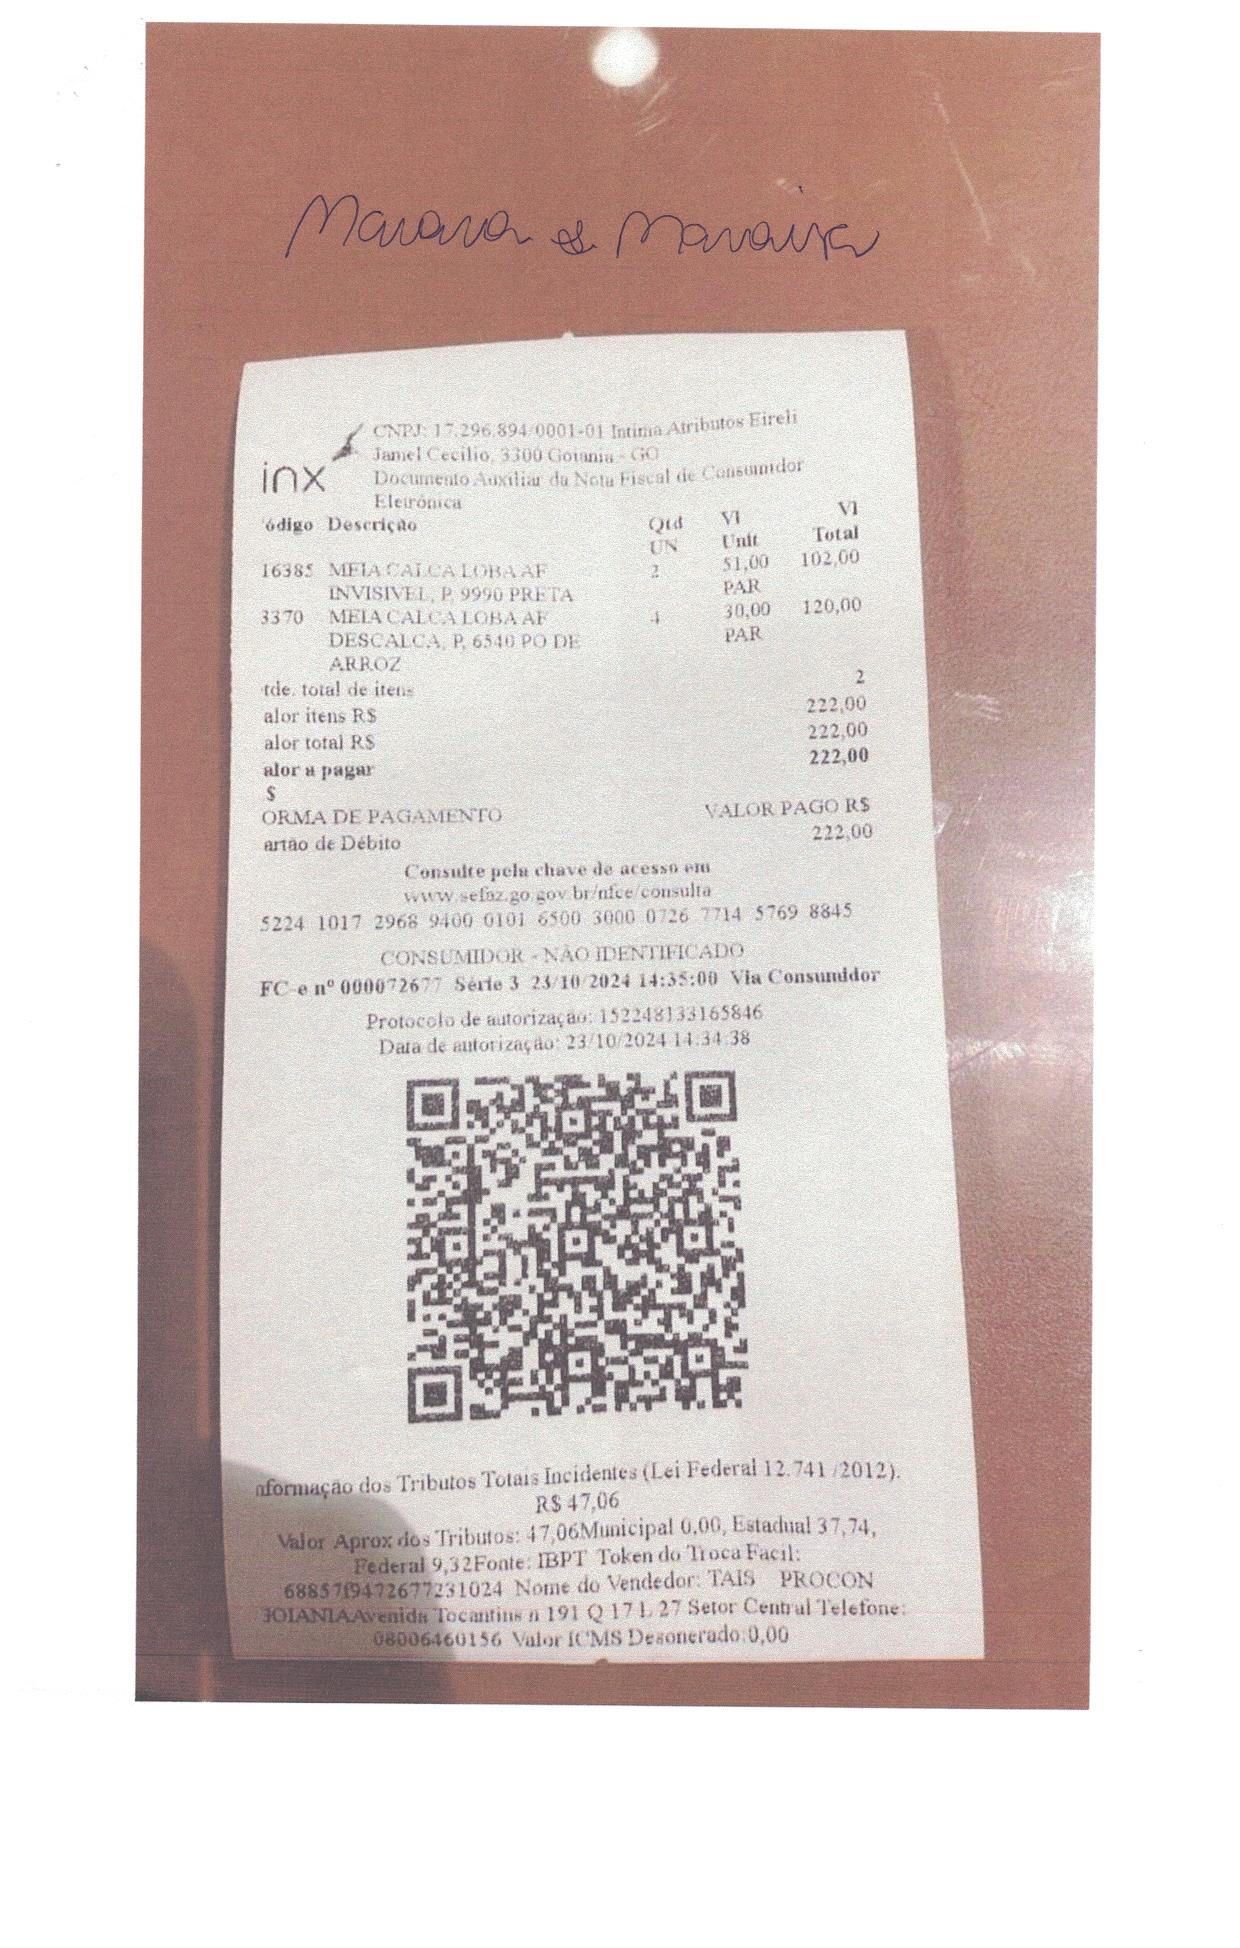 Maiara & Maraisa
inx
CNPJ: 17.296.894/0001-01 Intima Atributos Eireli
Jamel Cecilio, 3300 Goiania - GO
Documento Auxiliar da Nota Fiscal de Consumidor
Eletrônica
ódigo Descrição Qtd UN Vl Unit Vl Total
16385 MEIA CALCA LOBA AF 2 51,00 102,00
INVISIVEL, P, 9990 PRETA PAR
3370 MEIA CALCA LOBA AF 4 30,00 120,00
DESCALCA, P, 6540 PO DE PAR
ARROZ
tde. total de itens 2
alor itens R$ 222,00
alor total R$ 222,00
alor a pagar 222,00
$
ORMA DE PAGAMENTO VALOR PAGO R$
artão de Débito 222,00
Consulte pela chave de acesso em
www.sefaz.go.gov.br/nfce/consulta
5224 1017 2968 9400 0101 6500 3000 0726 7714 5769 8845
CONSUMIDOR - NÃO IDENTIFICADO
FC-e nº 000072677 Série 3 23/10/2024 14:35:00 Via Consumidor
Protocolo de autorização: 152248133165846
Data de autorização: 23/10/2024 14:34:38
nformação dos Tributos Totais Incidentes (Lei Federal 12.741 /2012).
R$ 47,06
Valor Aprox dos Tributos: 47,06Municipal 0,00, Estadual 37,74,
Federal 9,32Fonte: IBPT Token do Troca Facil:
68857f9472677231024 Nome do Vendedor: TAIS PROCON
GOIANIAAvenida Tocantins n 191 Q 17 L 27 Setor Central Telefone:
08006460156 Valor ICMS Desonerado:0,00